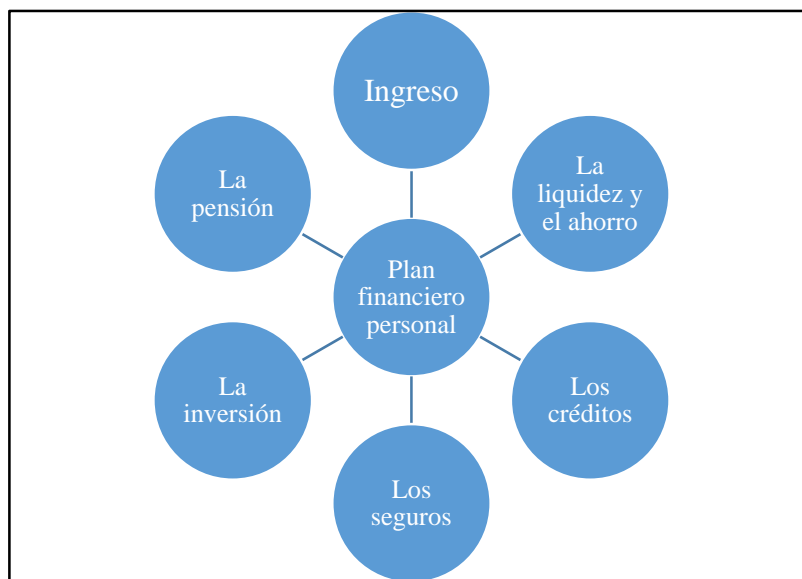 Ingreso
La
liquidez y
el ahorro
Los
créditos
Los
seguros
La
inversión
La
pensión
Plan
financiero
personal